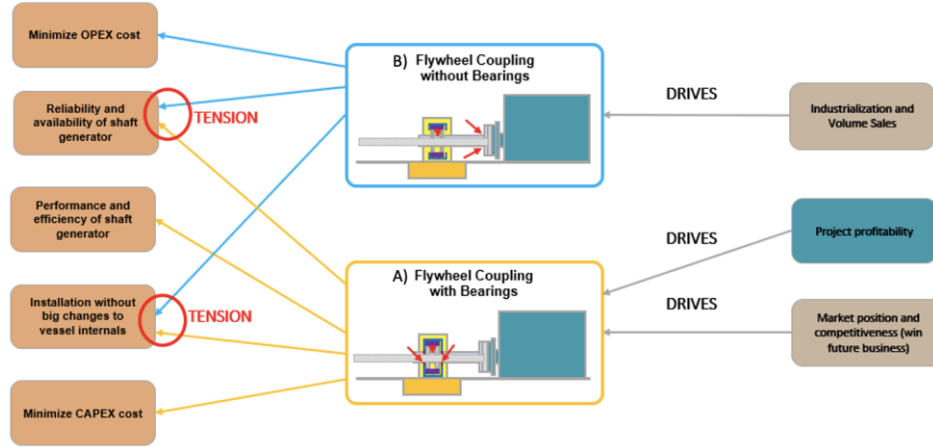 Minimize OPEX cost
Reliability and
availability of shaft
generator
TENSION
Performance and
efficiency of shaft
generator
Installation without
big changes to
vessel internals
TENSION
Minimize CAPEX cost
B) Flywheel Coupling
without Bearings
A) Flywheel Coupling
with Bearings
DRIVES
Industrialization and
Volume Sales
DRIVES
Project profitability
DRIVES
Market position and
competitiveness (win
future business)